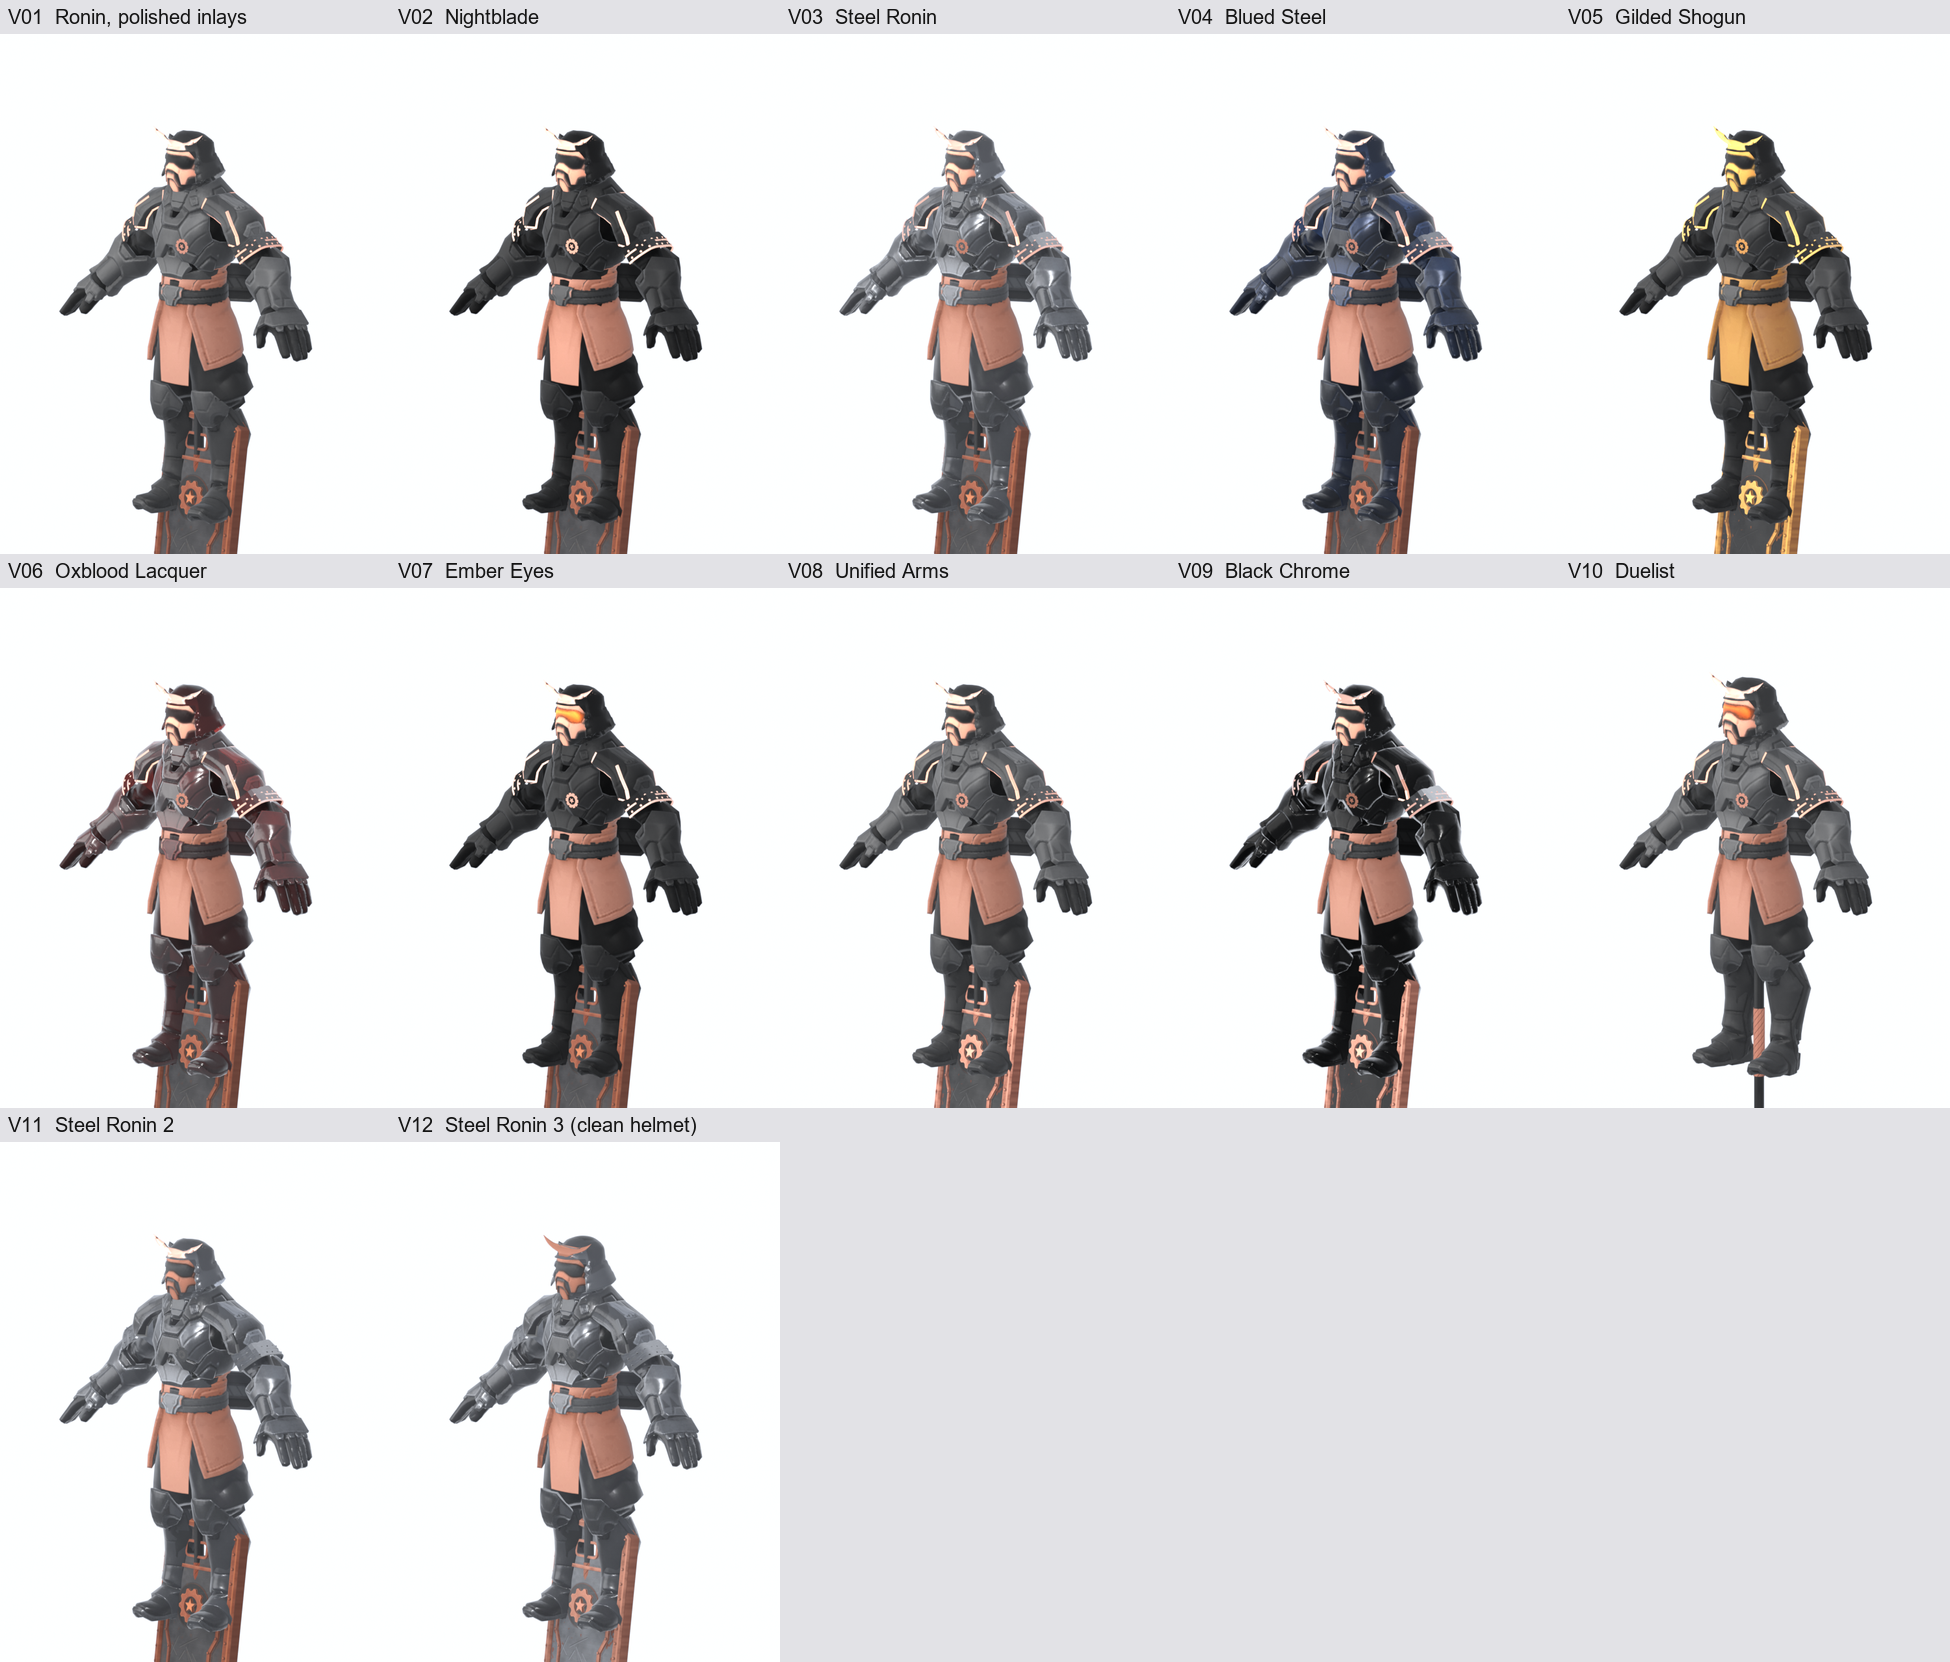 V01 Ronin, polished inlays
V02 Nightblade
V03 Steel Ronin
V04 Blued Steel
V05 Gilded Shogun
V06 Oxblood Lacquer
V07 Ember Eyes
V08 Unified Arms
V09 Black Chrome
V10 Duelist
V11 Steel Ronin 2
V12 Steel Ronin 3 (clean helmet)